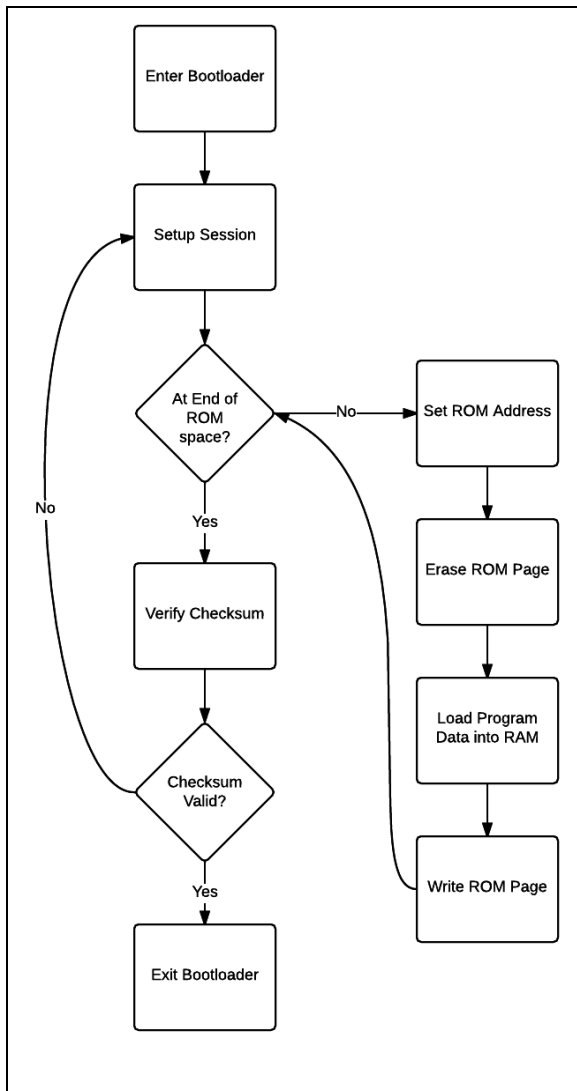 Enter Bootloader
Setup Session
At End of
ROM
space?
No
Set ROM Address
Erase ROM Page
Load Program
Data into RAM
Write ROM Page
Yes
Verify Checksum
Checksum
Valid?
No
Yes
Exit Bootloader